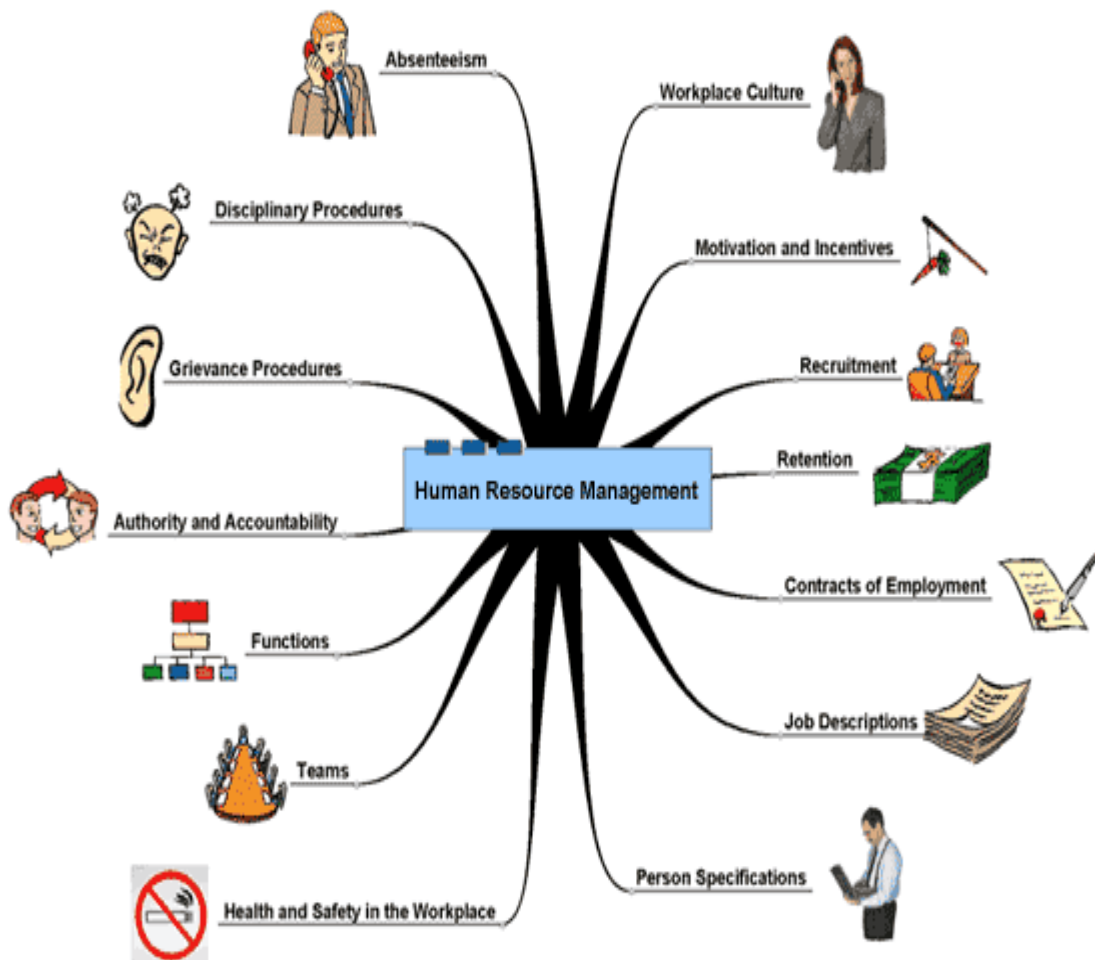 Absenteeism
Workplace Culture
Disciplinary Procedures
Motivation and Incentives
Grievance Procedures
Recruitment
Human Resource Management
Retention
Authority and Accountability
Contracts of Employment
Functions
Job Descriptions
Teams
Person Specifications
Health and Safety in the Workplace